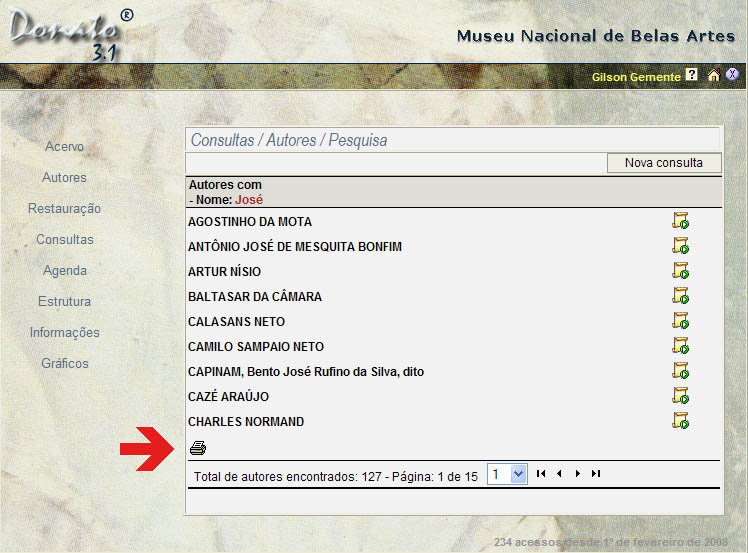 Donato ®
3.1
Museu Nacional de Belas Artes
Gilson Gemente ? X
Acervo
Autores
Restauração
Consultas
Agenda
Estrutura
Informações
Gráficos
Consultas / Autores / Pesquisa
Nova consulta
Autores com
- Nome: José
AGOSTINHO DA MOTA
ANTÔNIO JOSÉ DE MESQUITA BONFIM
ARTUR NÍSIO
BALTASAR DA CÂMARA
CALASANS NETO
CAMILO SAMPAIO NETO
CAPINAM, Bento José Rufino da Silva, dito
CAZÉ ARAÚJO
CHARLES NORMAND
Total de autores encontrados: 127 - Página: 1 de 15 1
234 acessos desde 1º de fevereiro de 2008